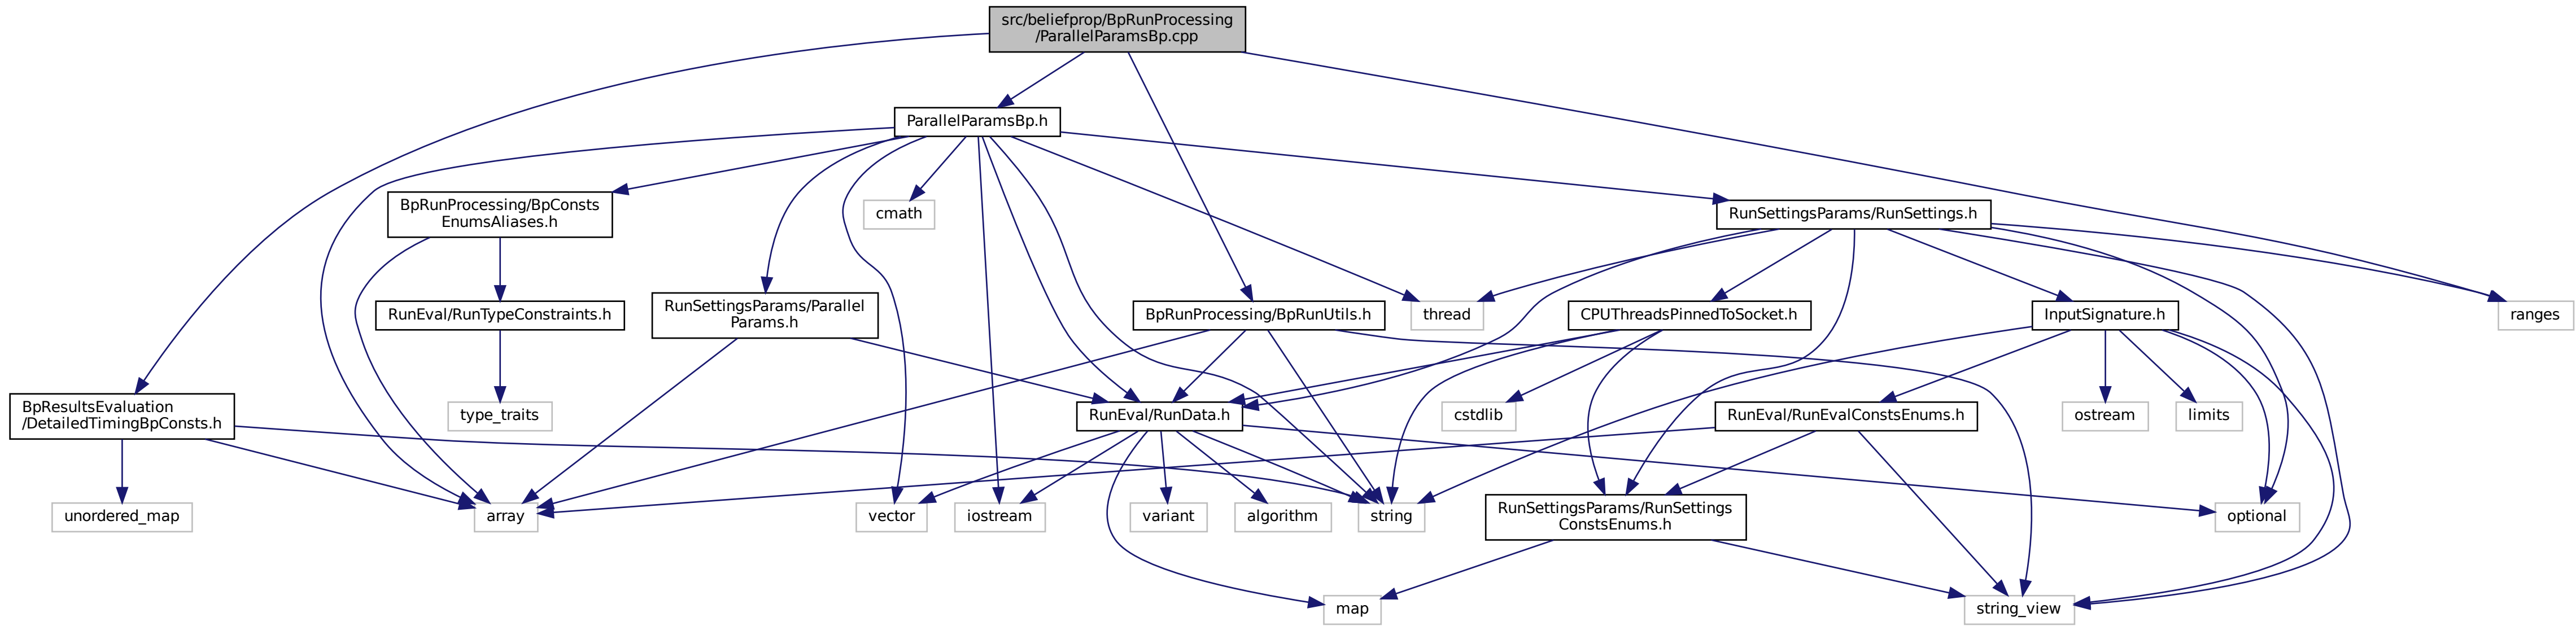 src/beliefprop/BpRunProcessing
/ParallelParamsBp.cpp
ParallelParamsBp.h
BpRunProcessing/BpConsts
EnumsAliases.h
cmath
RunSettingsParams/RunSettings.h
RunEval/RunTypeConstraints.h
RunSettingsParams/Parallel
Params.h
BpRunProcessing/BpRunUtils.h
thread
CPUThreadsPinnedToSocket.h
InputSignature.h
ranges
BpResultsEvaluation
/DetailedTimingBpConsts.h
type_traits
RunEval/RunData.h
cstdlib
RunEval/RunEvalConstsEnums.h
ostream
limits
unordered_map
array
vector
iostream
variant
algorithm
string
RunSettingsParams/RunSettings
ConstsEnums.h
optional
map
string_view